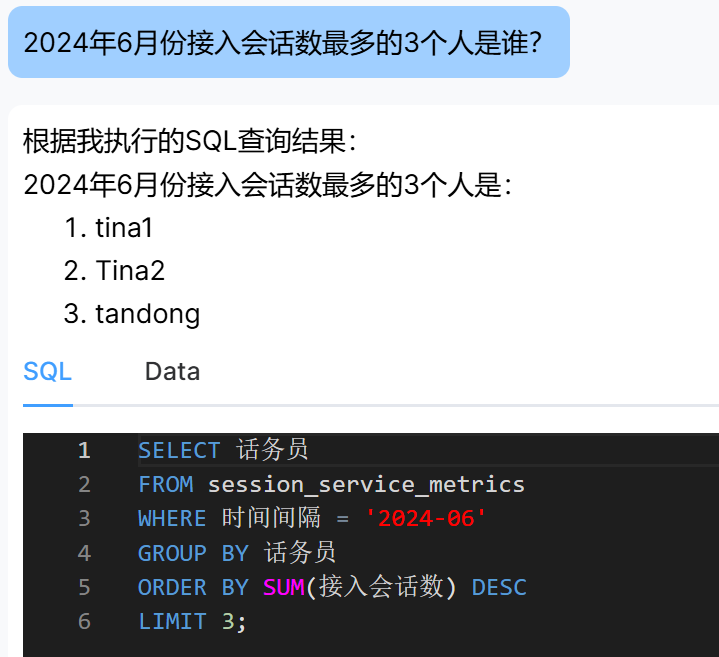 2024年6月份接入会话数最多的3个人是谁?
根据我执行的SQL查询结果:
2024年6月份接入会话数最多的3个人是:
1. tina1
2. Tina2
3. tandong
SQL Data
1 SELECT 话务员
2 FROM session_service_metrics
3 WHERE 时间间隔 = '2024-06'
4 GROUP BY 话务员
5 ORDER BY SUM(接入会话数) DESC
6 LIMIT 3;